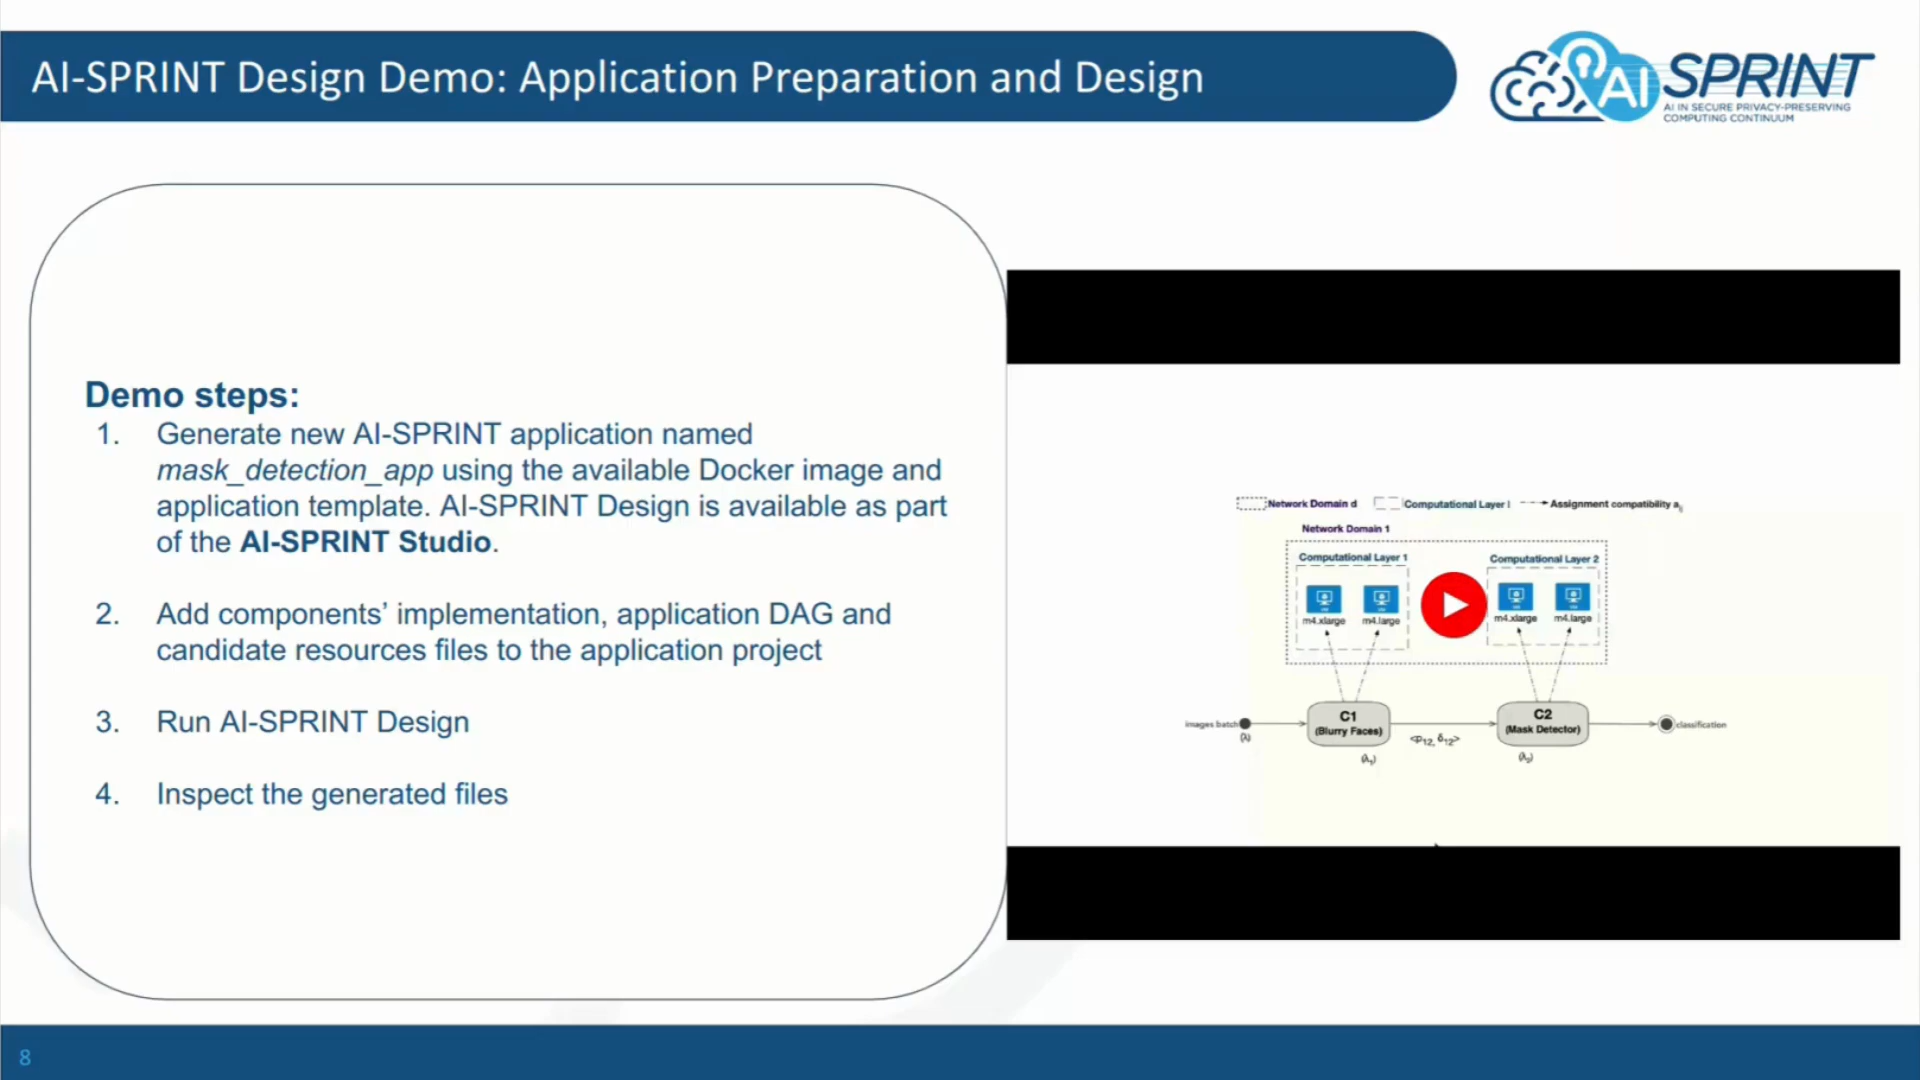 AI-SPRINT Design Demo: Application Preparation and Design
AI SPRINT
AI IN SECURE PRIVACY-PRESERVING
COMPUTING CONTINUUM
Demo steps:
1. Generate new AI-SPRINT application named
mask_detection_app using the available Docker image and
application template. AI-SPRINT Design is available as part
of the AI-SPRINT Studio.
2. Add components’ implementation, application DAG and
candidate resources files to the application project
3. Run AI-SPRINT Design
4. Inspect the generated files
Network Domain d Computational Layer l Assignment compatibility aij
Network Domain 1
Computational Layer 1 Computational Layer 2
m4.xlarge m4.large m4.xlarge m4.large
images batch C1 C2 classification
(Blurry Faces) (Mask Detector)
(λ) <p12, δ12>
(λ1) (λ2)
8